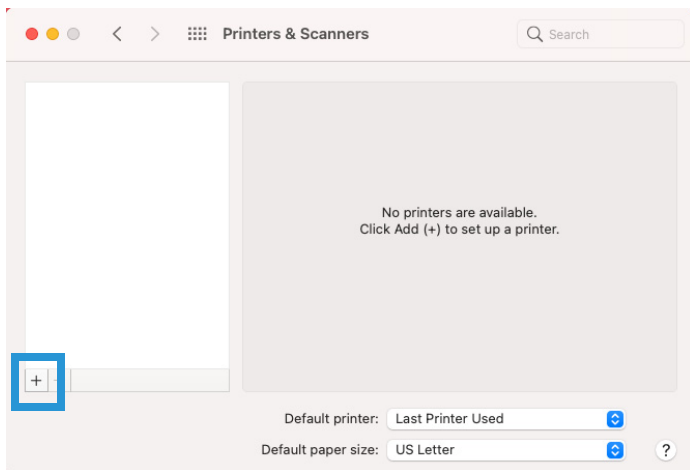 Printers & Scanners
Search
No printers are available.
Click Add (+) to set up a printer.
+ -
Default printer: Last Printer Used
Default paper size: US Letter
?